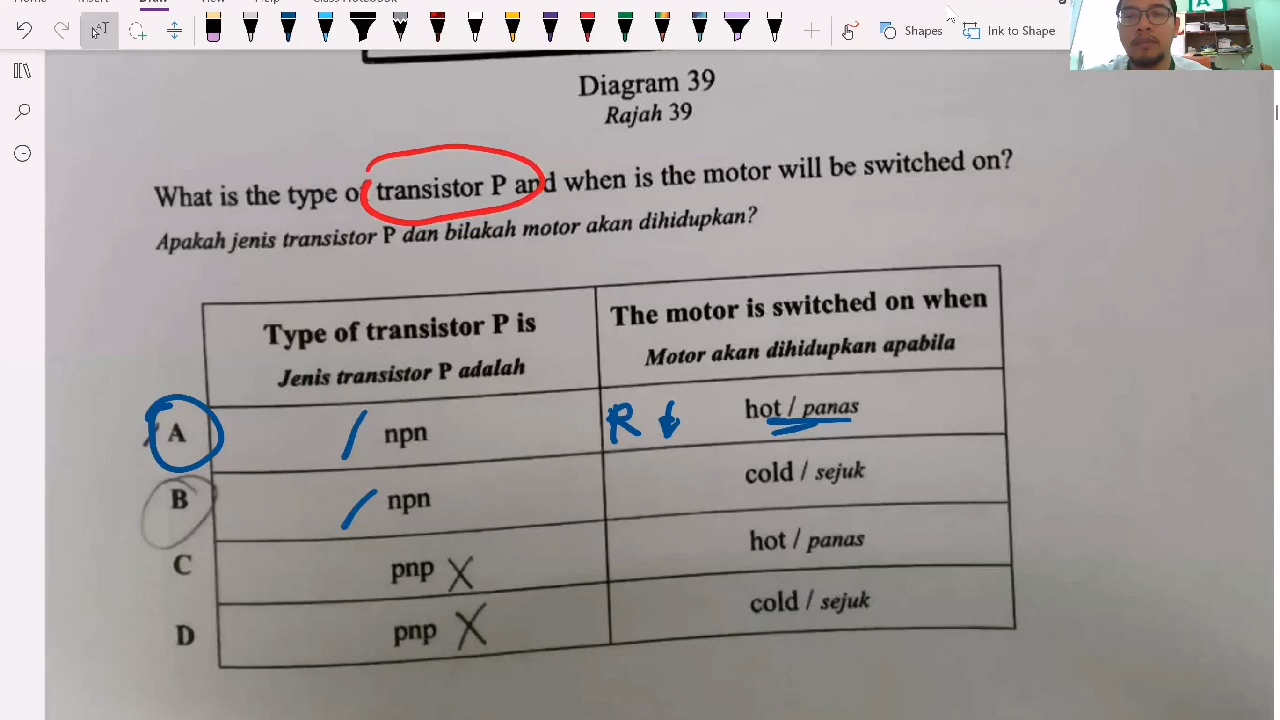 Draw
Class Notebook
Shapes
Ink to Shape
Diagram 39
Rajah 39
What is the type of transistor P and when is the motor will be switched on?
Apakah jenis transistor P dan bilakah motor akan dihidupkan?
Type of transistor P is
Jenis transistor P adalah
The motor is switched on when
Motor akan dihidupkan apabila
A / npn R ↓ hot / panas
B / npn cold / sejuk
C pnp X hot / panas
D pnp X cold / sejuk